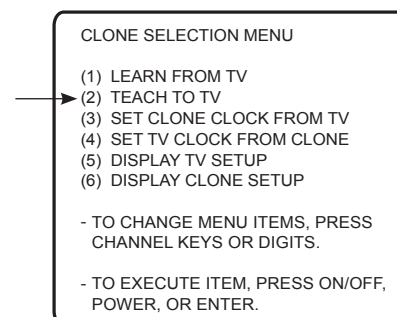 CLONE SELECTION MENU
(1) LEARN FROM TV
(2) TEACH TO TV
(3) SET CLONE CLOCK FROM TV
(4) SET TV CLOCK FROM CLONE
(5) DISPLAY TV SETUP
(6) DISPLAY CLONE SETUP
- TO CHANGE MENU ITEMS, PRESS
CHANNEL KEYS OR DIGITS.
- TO EXECUTE ITEM, PRESS ON/OFF,
POWER, OR ENTER.